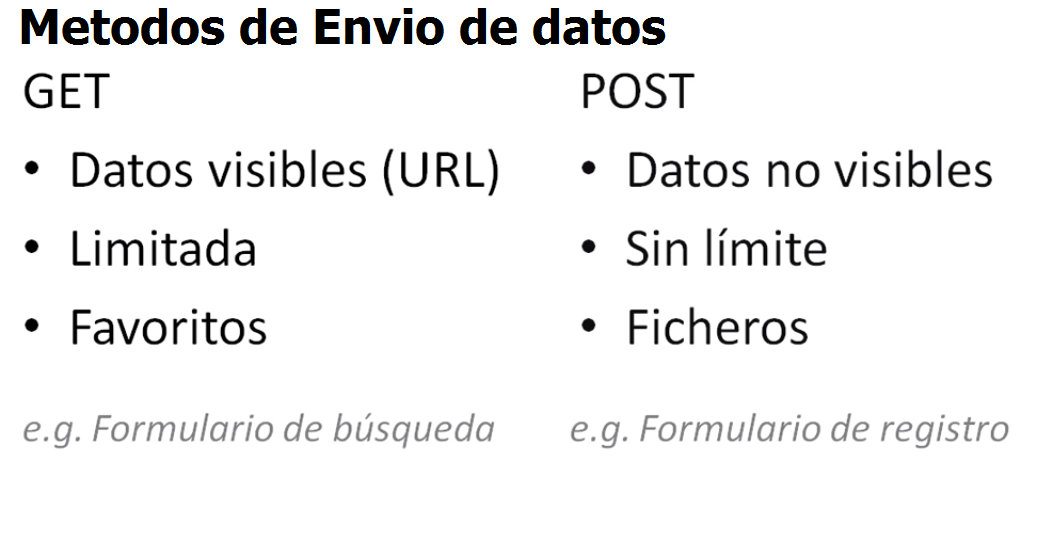 Metodos de Envio de datos
GET
• Datos visibles (URL)
• Limitada
• Favoritos
e.g. Formulario de búsqueda
POST
• Datos no visibles
• Sin límite
• Ficheros
e.g. Formulario de registro